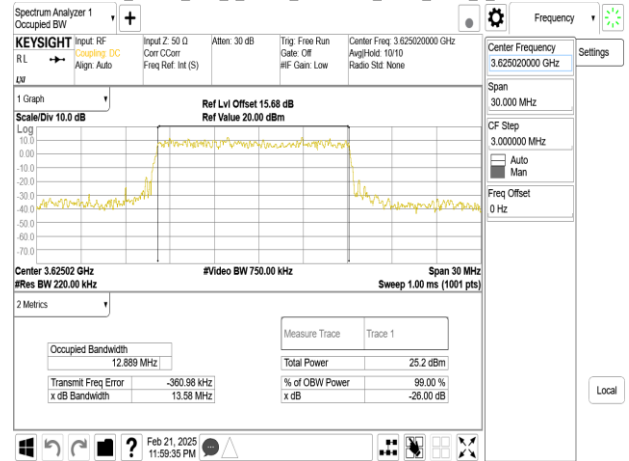 Spectrum Analyzer 1
Occupied BW
Frequency
KEYSIGHT
Input: RF
Coupling: DC
Align: Auto
Input Z: 50 Ω
Corr CCorr
Freq Ref: Int (S)
Atten: 30 dB
Trig: Free Run
Gate: Off
#IF Gain: Low
Center Freq: 3.625020000 GHz
Avg|Hold: 10/10
Radio Std: None
RL
LXI
Center Frequency
3.625020000 GHz
Settings
Span
30.000 MHz
CF Step
3.000000 MHz
Auto
Man
Freq Offset
0 Hz
1 Graph
Scale/Div 10.0 dB
Ref Lvl Offset 15.68 dB
Ref Value 20.00 dBm
Log
10.0
0.00
-10.0
-20.0
-30.0
-40.0
-50.0
-60.0
-70.0
Center 3.62502 GHz
#Video BW 750.00 kHz
Span 30 MHz
#Res BW 220.00 kHz
Sweep 1.00 ms (1001 pts)
2 Metrics
Measure Trace
Trace 1
Occupied Bandwidth
12.889 MHz
Total Power
25.2 dBm
Transmit Freq Error
-360.98 kHz
% of OBW Power
99.00 %
x dB Bandwidth
13.58 MHz
x dB
-26.00 dB
Local
Feb 21, 2025
11:59:35 PM